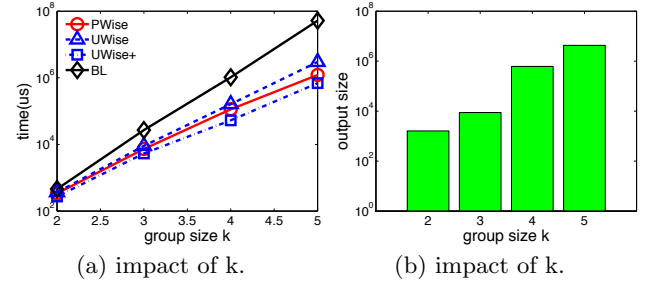 10^8
10^6
10^4
10^2
time(us)
PWise
UWise
UWise+
BL
2 2.5 3 3.5 4 4.5 5
group size k
(a) impact of k.
10^8
10^6
10^4
10^2
10^0
output size
2 3 4 5
group size k
(b) impact of k.